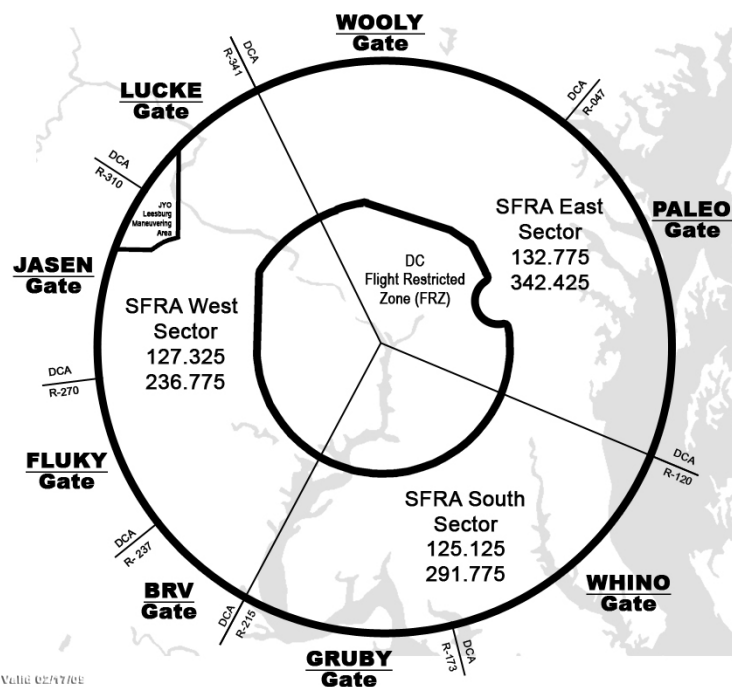 WOOLY
Gate
DCA
R-341
LUCKE
Gate
DCA
R-047
DCA
R-310
JYO
Leesburg
Maneuvering
Area
SFRA East
Sector
132.775
342.425
PALEO
Gate
DC
Flight Restricted
Zone (FRZ)
JASEN
Gate
SFRA West
Sector
127.325
236.775
DCA
R-270
FLUKY
Gate
DCA
R-120
SFRA South
Sector
125.125
291.775
DCA
R- 237
BRV
Gate
WHINO
Gate
DCA
R-215
GRUBY
Gate
DCA
R-173
Valid 02/17/09